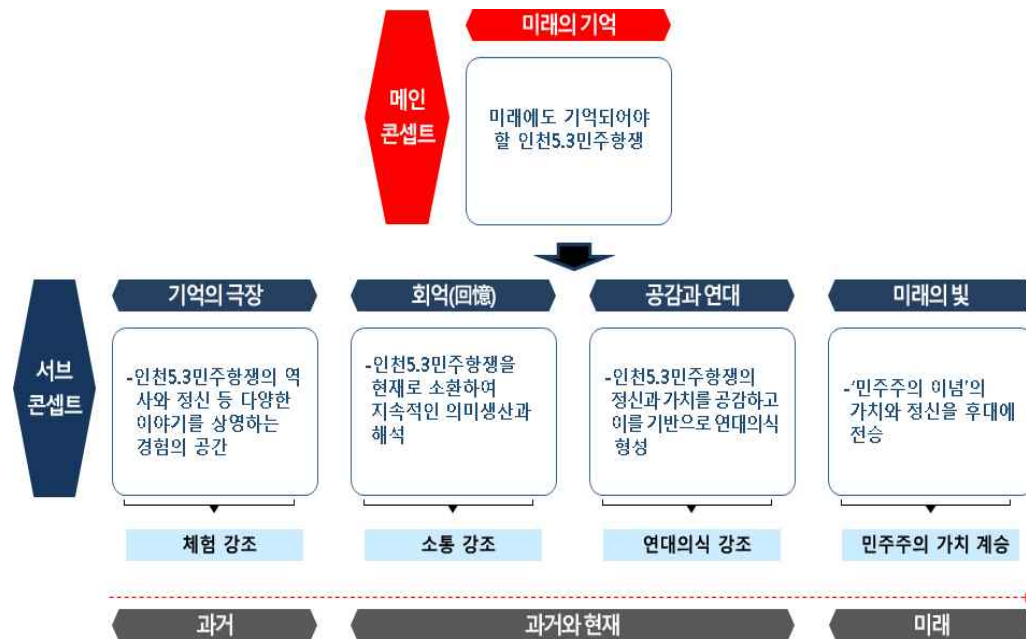 미래의 기억
메인
콘셉트
미래에도 기억되어야
할 인천5.3민주항쟁
기억의 극장
회억(回憶)
공감과 연대
미래의 빛
서브
콘셉트
-인천5.3민주항쟁의 역
사와 정신 등 다양한
이야기를 상영하는
경험의 공간
-인천5.3민주항쟁을
현재로 소환하여
지속적인 의미생산과
해석
-인천5.3민주항쟁의
정신과 가치를 공감하고
이를 기반으로 연대의식
형성
-'민주주의 이념'의
가치와 정신을 후대에
전승
체험 강조
소통 강조
연대의식 강조
민주주의 가치 계승
과거
과거와 현재
미래